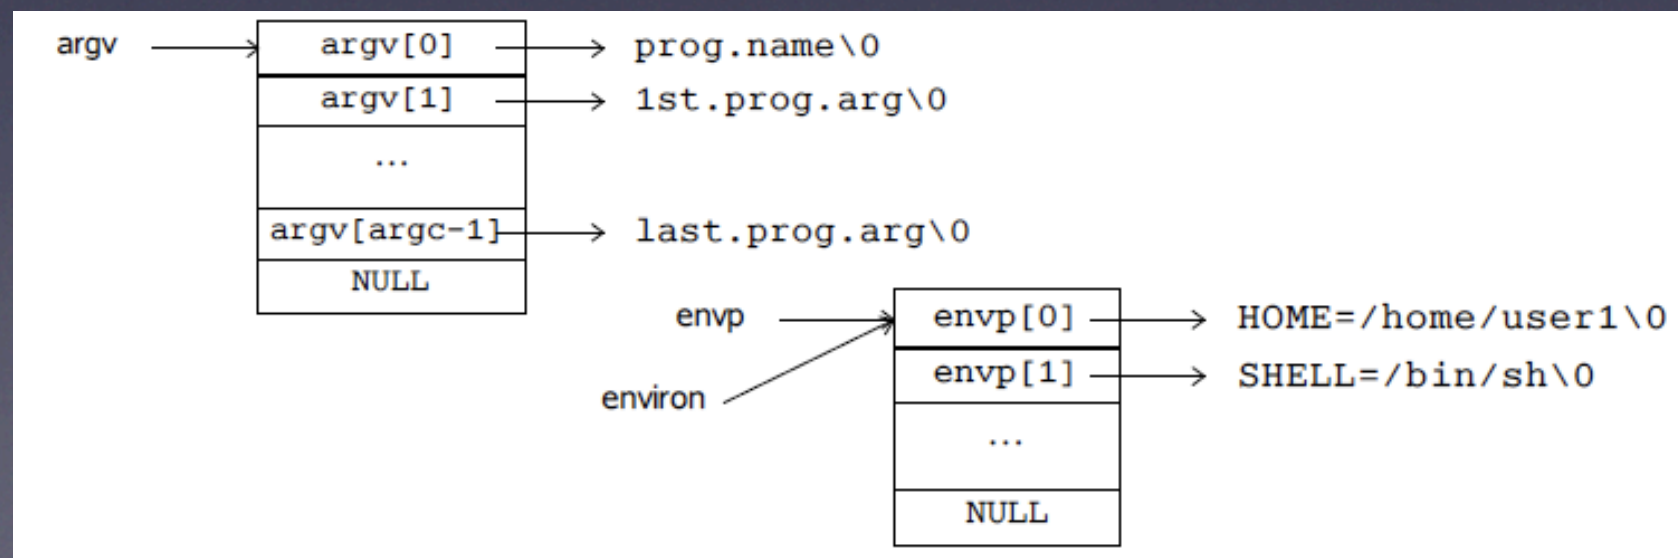 argv argv[0] prog.name\0
argv[1] 1st.prog.arg\0
...
argv[argc-1] last.prog.arg\0
NULL
envp envp[0] HOME=/home/user1\0
envp[1] SHELL=/bin/sh\0
environ
...
NULL